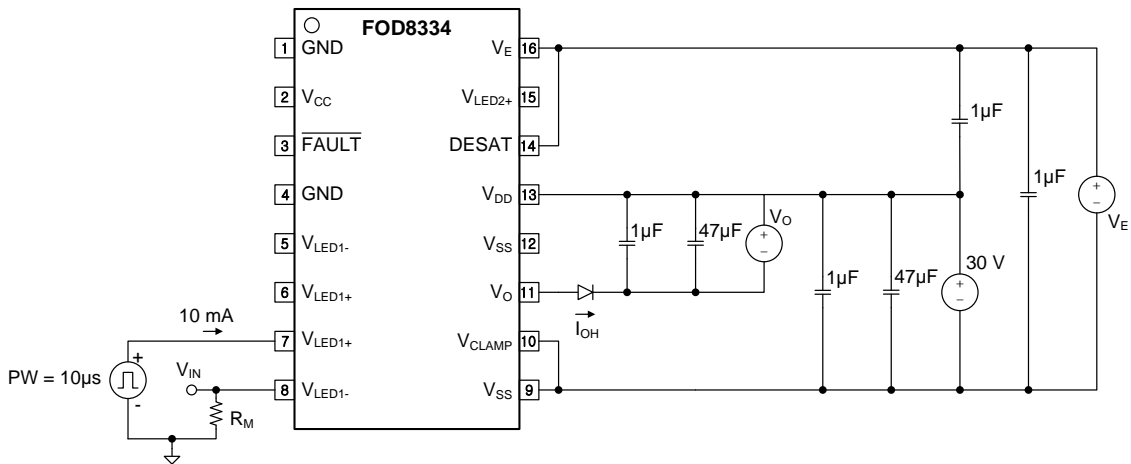 FOD8334
1 GND
2 VCC
3 FAULT
4 GND
5 VLED1-
6 VLED1+
7 VLED1+
8 VLED1-
VE 16
VLED2+ 15
DESAT 14
VDD 13
VSS 12
VO 11
VCLAMP 10
VSS 9
1µF
1µF
+
−
VE
1µF
47µF
VO
+
−
1µF
47µF
30 V
+
−
IOH
10 mA
PW = 10µs
+
-
VIN
RM